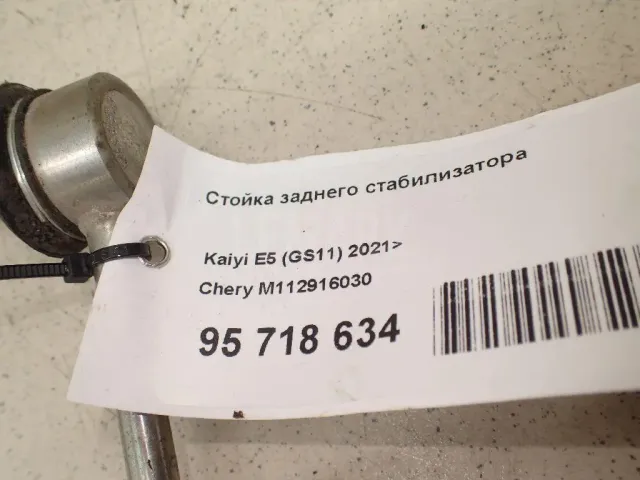 Стойка заднего стабилизатора
Kaiyi E5 (GS11) 2021>
Chery M112916030
95 718 634